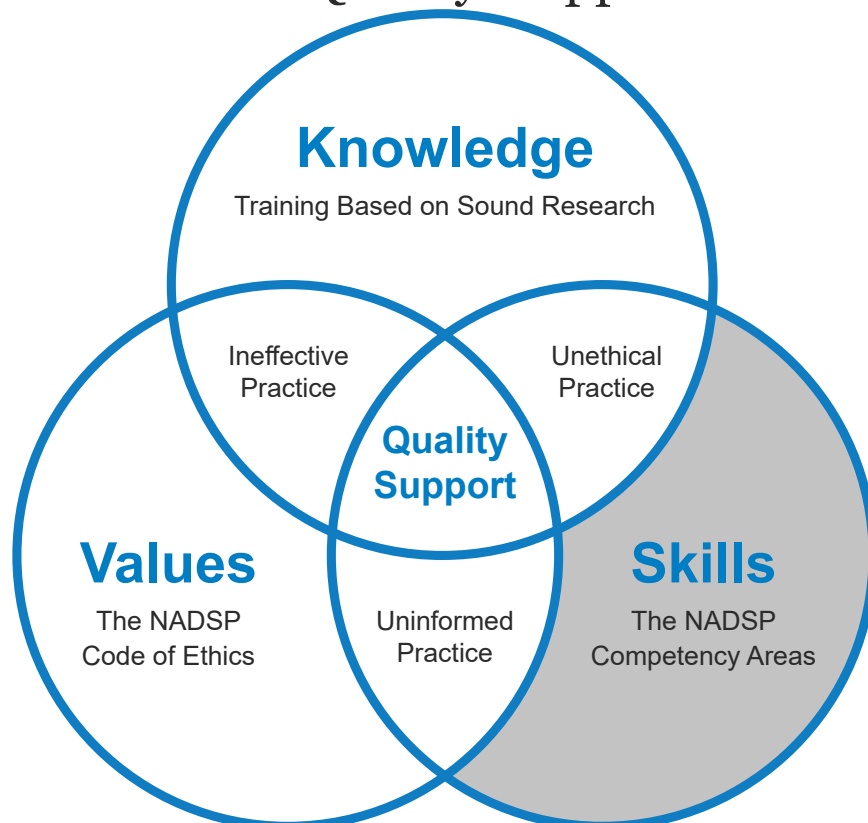 Knowledge
Training Based on Sound Research
Ineffective
Practice
Unethical
Practice
Quality
Support
Values
The NADSP
Code of Ethics
Uninformed
Practice
Skills
The NADSP
Competency Areas